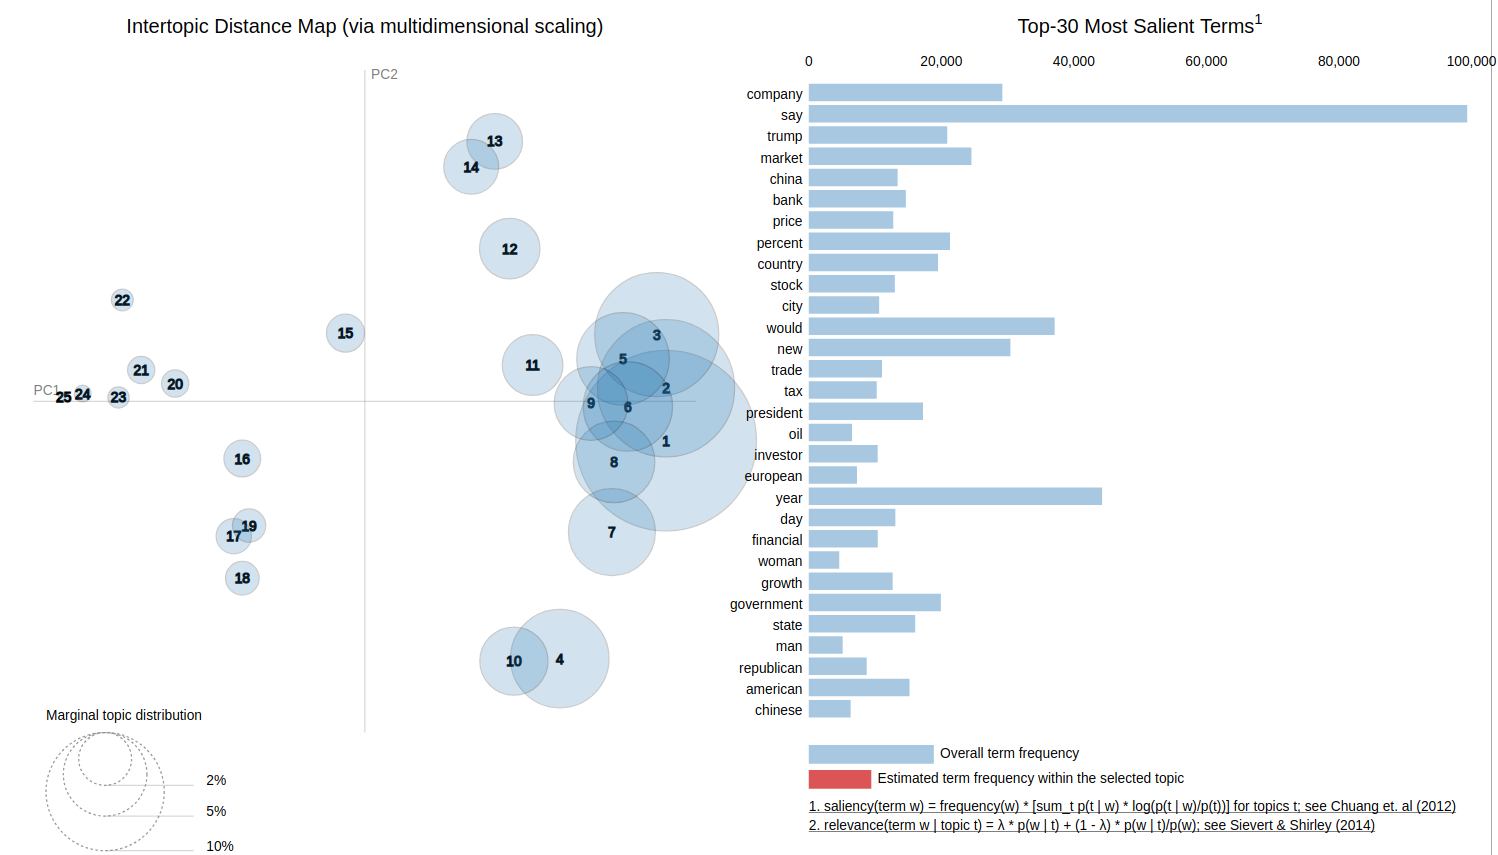 Intertopic Distance Map (via multidimensional scaling)
PC2
PC1
13
14
12
22
15
3
11
5
21
20
2
25
24
23
9
6
1
16
8
19
17
7
18
10
4
Marginal topic distribution
2%
5%
10%
Top-30 Most Salient Terms1
0 20,000 40,000 60,000 80,000 100,000
company
say
trump
market
china
bank
price
percent
country
stock
city
would
new
trade
tax
president
oil
investor
european
year
day
financial
woman
growth
government
state
man
republican
american
chinese
Overall term frequency
Estimated term frequency within the selected topic
1. saliency(term w) = frequency(w) * [sum_t p(t | w) * log(p(t | w)/p(t))] for topics t; see Chuang et. al (2012)
2. relevance(term w | topic t) = λ * p(w | t) + (1 - λ) * p(w | t)/p(w); see Sievert & Shirley (2014)